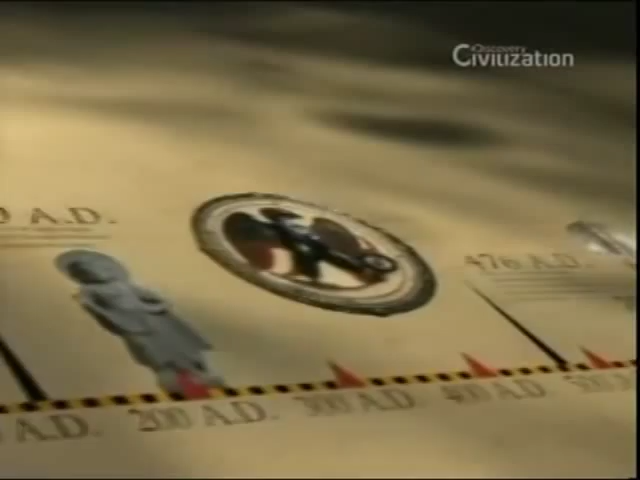 Discovery
CIVILIZATION
A.D.
476 A.D.
A.D.
200 A.D.
300 A.D.
400 A.D.
500